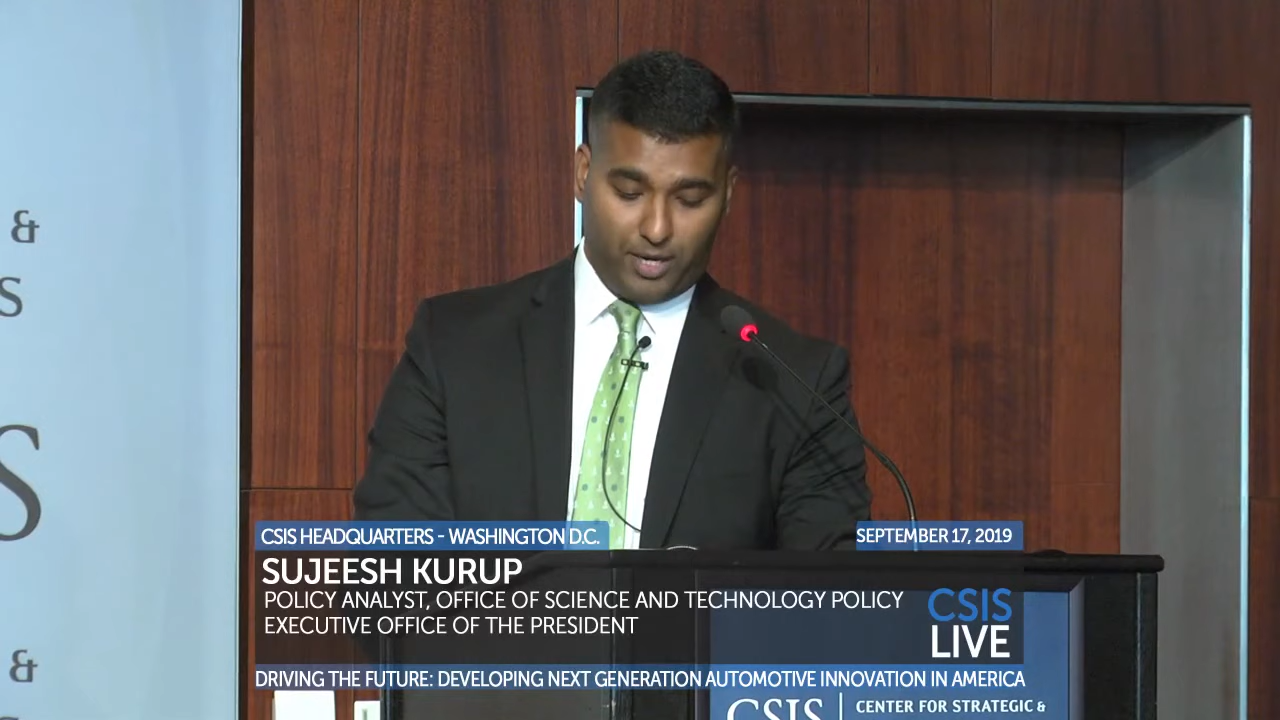 &
S
S
&
CSIS HEADQUARTERS - WASHINGTON D.C.
SEPTEMBER 17, 2019
SUJEESH KURUP
POLICY ANALYST, OFFICE OF SCIENCE AND TECHNOLOGY POLICY
EXECUTIVE OFFICE OF THE PRESIDENT
CSIS
LIVE
DRIVING THE FUTURE: DEVELOPING NEXT GENERATION AUTOMOTIVE INNOVATION IN AMERICA
CSIS
CENTER FOR STRATEGIC &